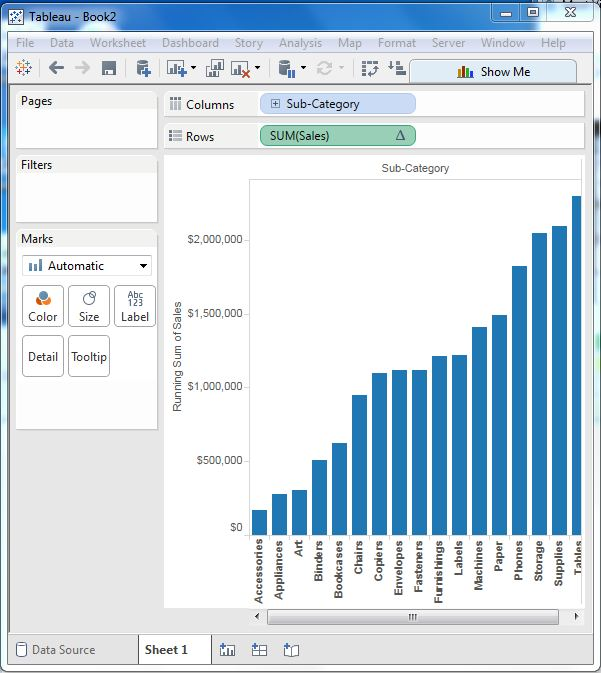 Tableau - Book2
File Data Worksheet Dashboard Story Analysis Map Format Server Window Help
Show Me
Pages
Columns
Sub-Category
Rows
SUM(Sales) Δ
Filters
Marks
Automatic
Color
Size
Abc
123
Label
Detail
Tooltip
Sub-Category
Running Sum of Sales
$2,000,000
$1,500,000
$1,000,000
$500,000
$0
Accessories
Appliances
Art
Binders
Bookcases
Chairs
Copiers
Envelopes
Fasteners
Furnishings
Labels
Machines
Paper
Phones
Storage
Supplies
Tables
Data Source
Sheet 1